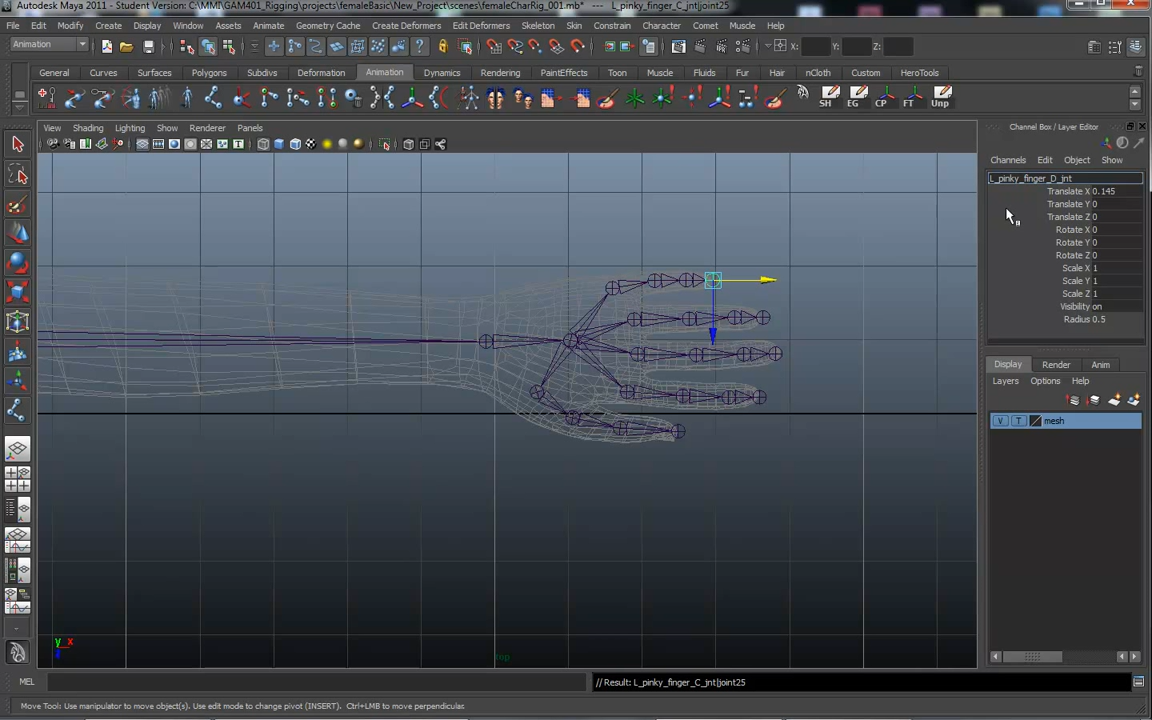 Autodesk Maya 2011 - Student Version: C:\MMI\GAM401_Rigging\projects\femaleBasic\New_Project\scenes\femaleCharRig_001.mb* --- L_pinky_finger_C_jnt|joint25
File Edit Modify Create Display Window Assets Animate Geometry Cache Create Deformers Edit Deformers Skeleton Skin Constrain Character Muscle Help
Animation X: Y: Z:
General Curves Surfaces Polygons Subdivs Deformation Animation Dynamics Rendering PaintEffects Toon Muscle Fluids Fur Hair nCloth Custom HeroTools
SH EG CP FT Unp
View Shading Lighting Show Renderer Panels
Channel Box / Layer Editor
Channels Edit Object Show
L_pinky_finger_D_jnt
Translate X 0.145
Translate Y 0
Translate Z 0
Rotate X 0
Rotate Y 0
Rotate Z 0
Scale X 1
Scale Y 1
Scale Z 1
Visibility on
Radius 0.5
Display Render Anim
Layers Options Help
V T mesh
y x
top
MEL // Result: L_pinky_finger_C_jnt|joint25
Move Tool: Use manipulator to move object(s). Use edit mode to change pivot (INSERT). Ctrl+LMB to move perpendicular.